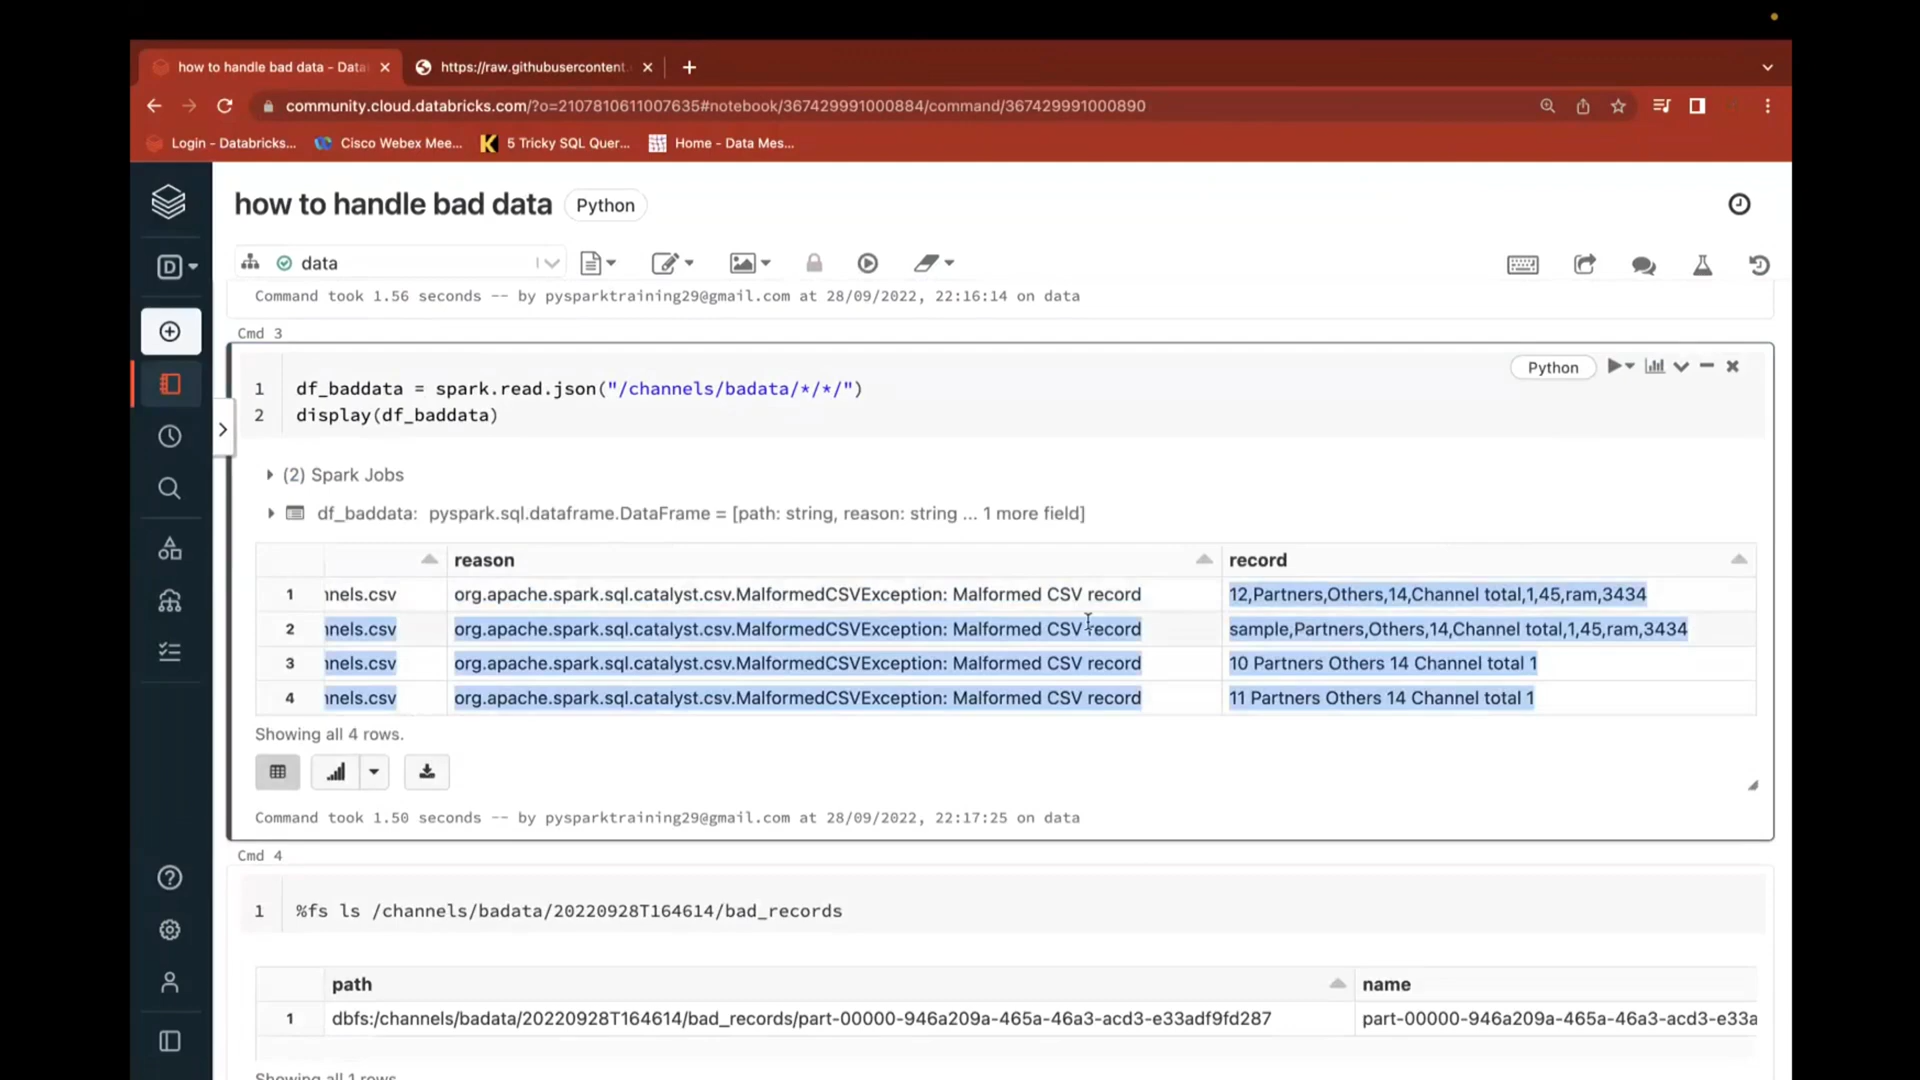 how to handle bad data - Data
https://raw.githubusercontent.
community.cloud.databricks.com/?o=2107810611007635#notebook/367429991000884/command/367429991000890
Login - Databricks...
Cisco Webex Mee...
K 5 Tricky SQL Quer...
Home - Data Mes...
how to handle bad data Python
D
data
Command took 1.56 seconds -- by pysparktraining29@gmail.com at 28/09/2022, 22:16:14 on data
Cmd 3
Python
1 df_baddata = spark.read.json("/channels/badata/*/*/")
2 display(df_baddata)
(2) Spark Jobs
df_baddata: pyspark.sql.dataframe.DataFrame = [path: string, reason: string ... 1 more field]
reason record
1 nnels.csv org.apache.spark.sql.catalyst.csv.MalformedCSVException: Malformed CSV record 12,Partners,Others,14,Channel total,1,45,ram,3434
2 nnels.csv org.apache.spark.sql.catalyst.csv.MalformedCSVException: Malformed CSV record sample,Partners,Others,14,Channel total,1,45,ram,3434
3 nnels.csv org.apache.spark.sql.catalyst.csv.MalformedCSVException: Malformed CSV record 10 Partners Others 14 Channel total 1
4 nnels.csv org.apache.spark.sql.catalyst.csv.MalformedCSVException: Malformed CSV record 11 Partners Others 14 Channel total 1
Showing all 4 rows.
Command took 1.50 seconds -- by pysparktraining29@gmail.com at 28/09/2022, 22:17:25 on data
Cmd 4
1 %fs ls /channels/badata/20220928T164614/bad_records
path name
1 dbfs:/channels/badata/20220928T164614/bad_records/part-00000-946a209a-465a-46a3-acd3-e33adf9fd287 part-00000-946a209a-465a-46a3-acd3-e33a
Showing all 1 rows.